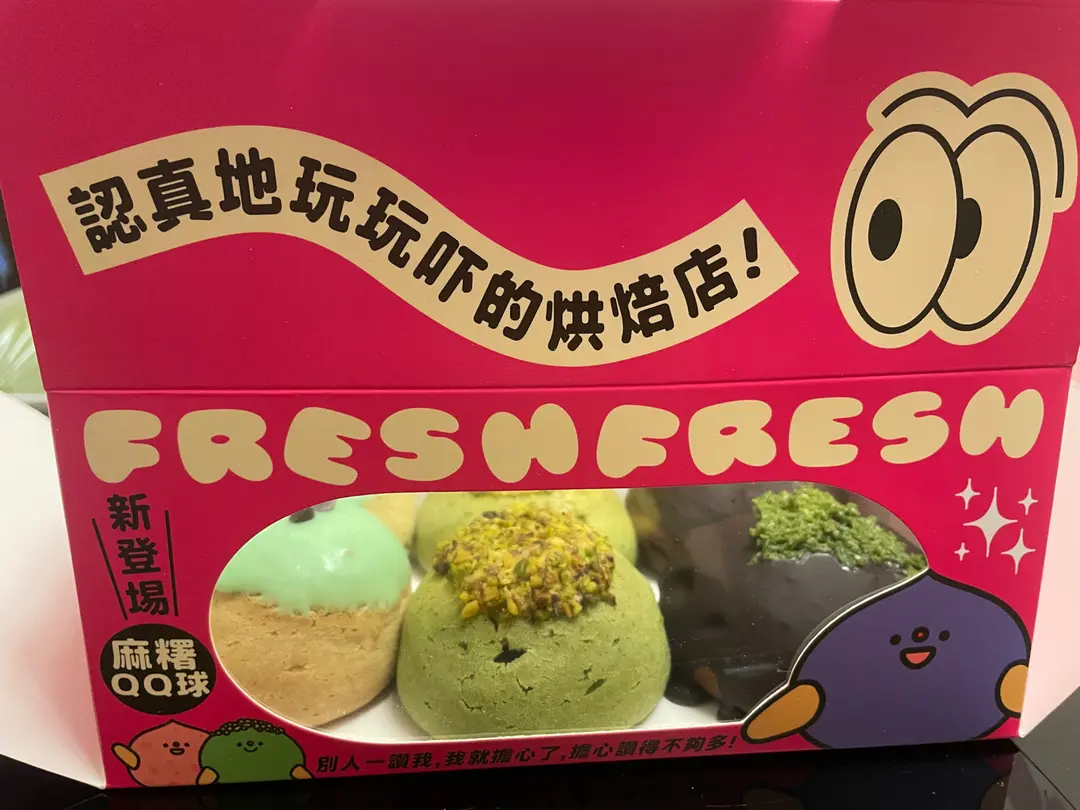 認真地玩玩吓的烘焙店!
FRESHFRESH
新登場
麻糬
QQ球
別人一讚我,我就擔心了,擔心讚得不夠多!